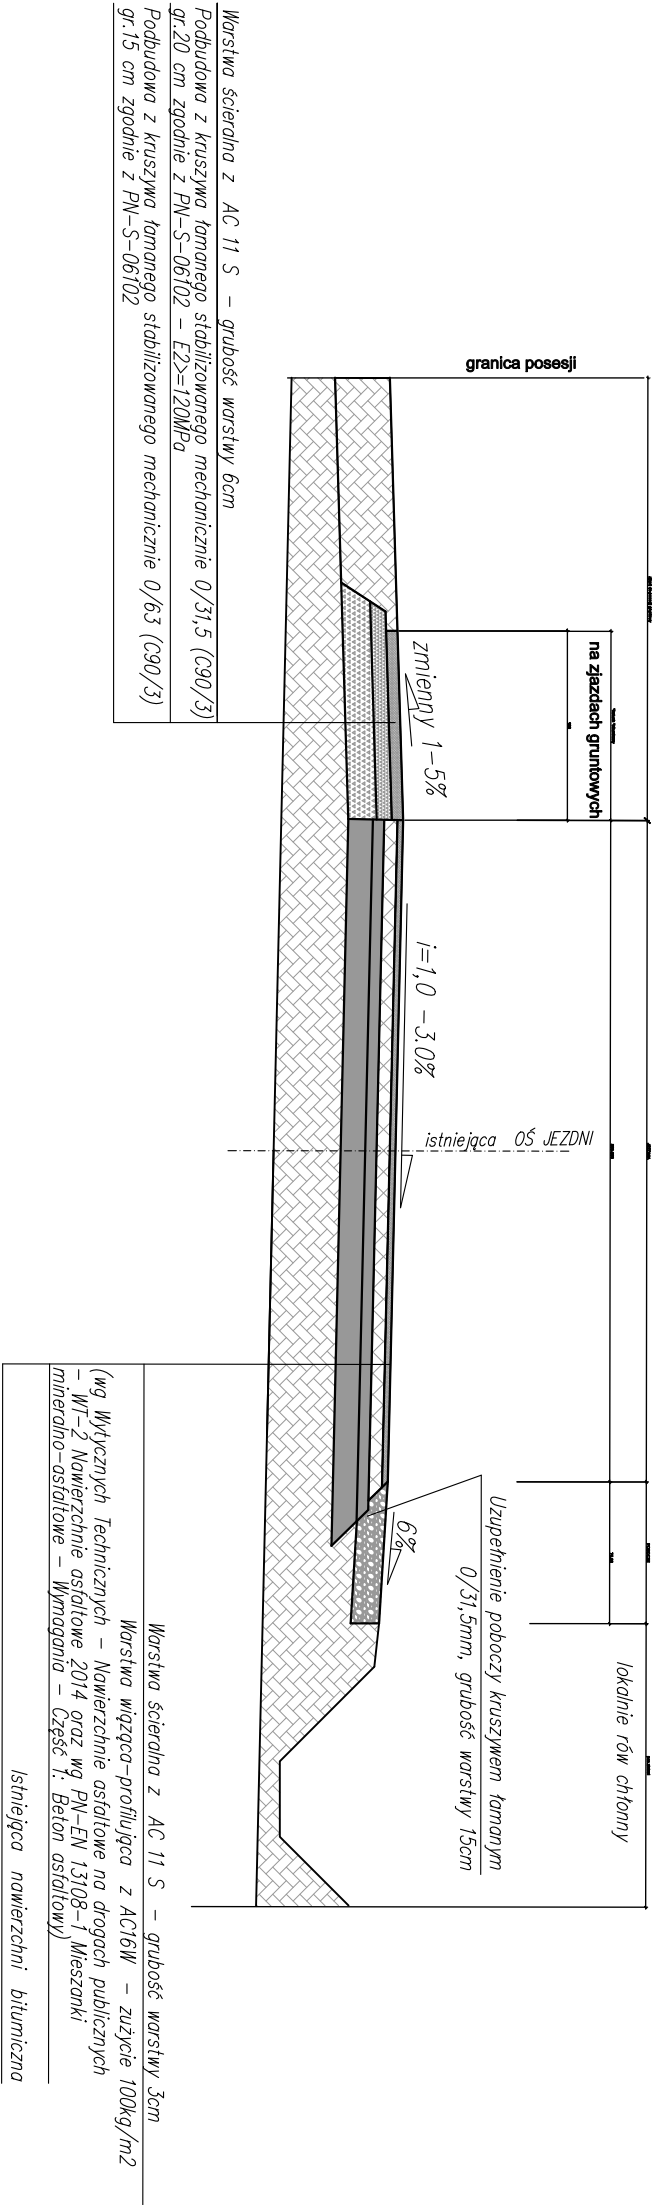 granica posesji
na zjazdach gruntowych
lokalnie rów chłonny
zmienny 1-5%
i=1,0 -3.0%
istniejąca OŚ JEZDNI
6%
Uzupełnienie poboczy kruszywem łamanym
0/31,5mm, grubość warstwy 15cm
Warstwa ścieralna z AC 11 S - grubość warstwy 6cm
Podbudowa z kruszywa łamanego stabilizowanego mechanicznie 0/31,5 (C90/3)
gr.20 cm zgodnie z PN-S-06102 - E2>=120MPa
Podbudowa z kruszywa łamanego stabilizowanego mechanicznie 0/63 (C90/3)
gr.15 cm zgodnie z PN-S-06102
Warstwa ścieralna z AC 11 S - grubość warstwy 3cm
Warstwa wiążąca-profilująca z AC16W - zużycie 100kg/m2
(wg Wytycznych Technicznych - Nawierzchnie asfaltowe na drogach publicznych
- WT-2 Nawierzchnie asfaltowe 2014 oraz wg PN-EN 13108-1 Mieszanki
mineralno-asfaltowe - Wymagania - Część 1: Beton asfaltowy)
Istniejąca nawierzchni bitumiczna